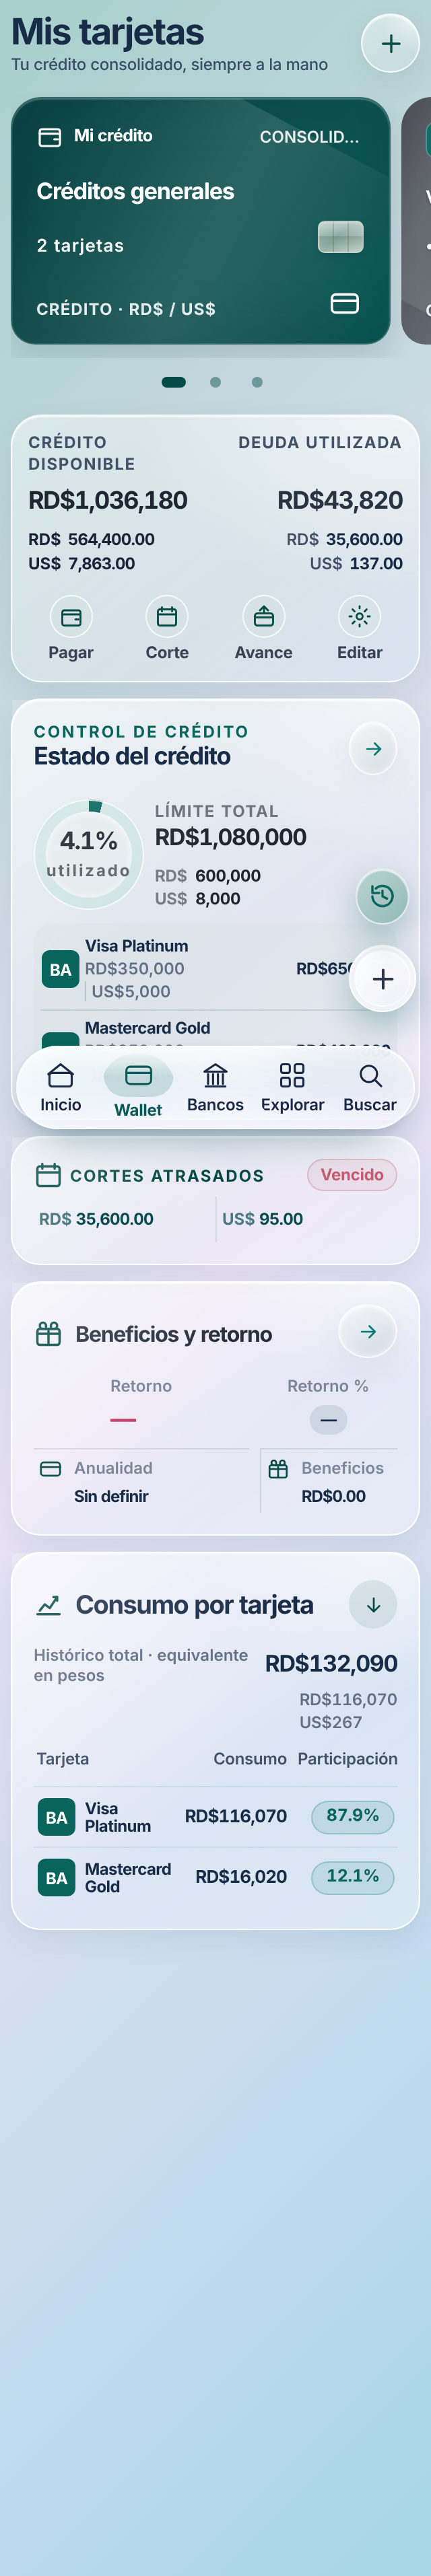 Mis tarjetas
Tu crédito consolidado, siempre a la mano
Mi crédito
CONSOLID...
Créditos generales
2 tarjetas
CRÉDITO · RD$ / US$
CRÉDITO DISPONIBLE
DEUDA UTILIZADA
RD$1,036,180
RD$43,820
RD$ 564,400.00
RD$ 35,600.00
US$ 7,863.00
US$ 137.00
Pagar
Corte
Avance
Editar
CONTROL DE CRÉDITO
Estado del crédito
4.1%
utilizado
LÍMITE TOTAL
RD$1,080,000
RD$ 600,000
US$ 8,000
BA
Visa Platinum
RD$350,000
US$5,000
Mastercard Gold
Inicio
Wallet
Bancos
Explorar
Buscar
CORTES ATRASADOS
Vencido
RD$ 35,600.00
US$ 95.00
Beneficios y retorno
Retorno
Retorno %
—
—
Anualidad
Beneficios
Sin definir
RD$0.00
Consumo por tarjeta
Histórico total · equivalente
en pesos
RD$132,090
RD$116,070
US$267
Tarjeta
Consumo
Participación
BA
Visa
Platinum
RD$116,070
87.9%
BA
Mastercard
Gold
RD$16,020
12.1%